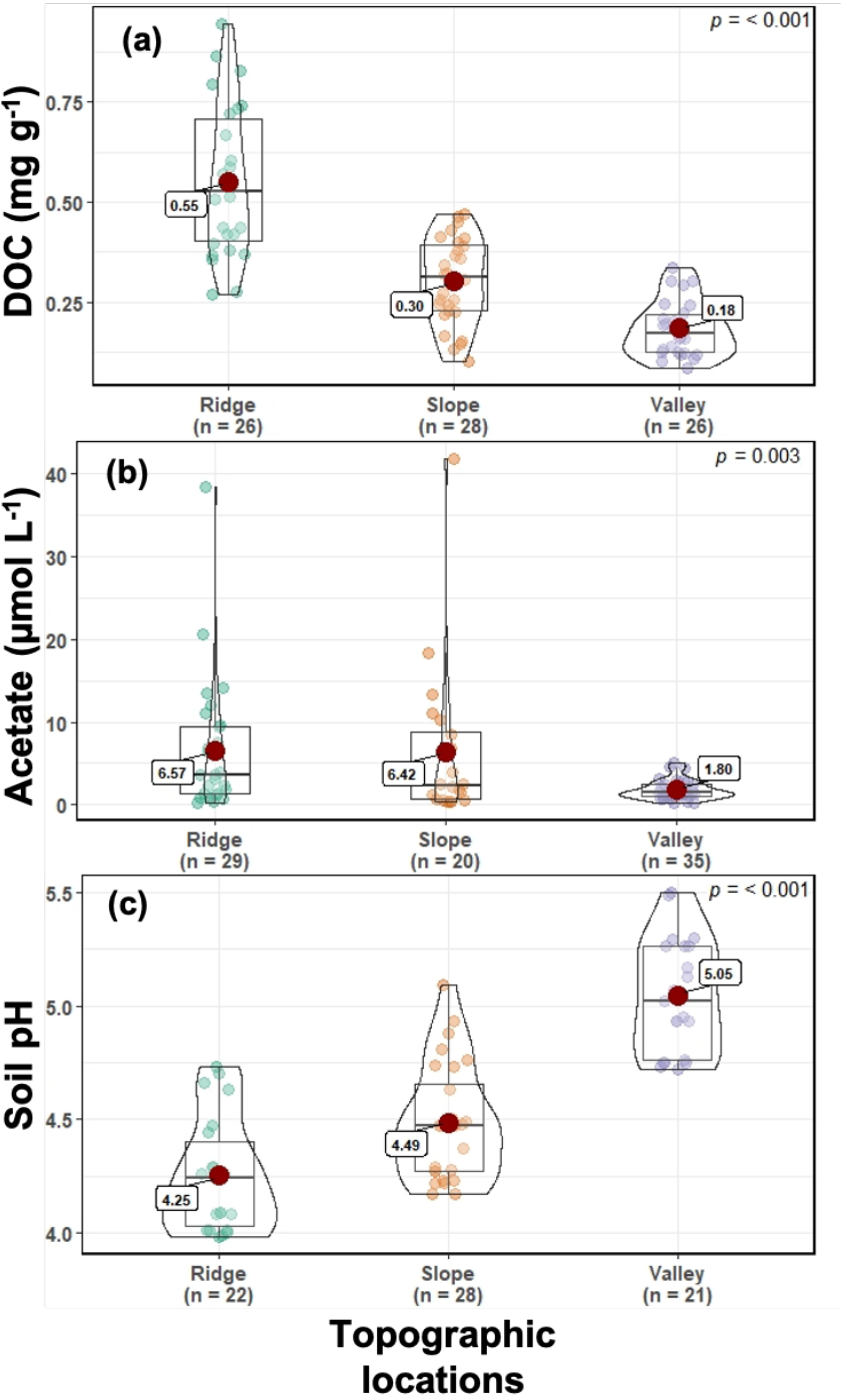 (a)
p = < 0.001
DOC (mg g-1)
0.75
0.50
0.25
0.55
0.30
0.18
Ridge
(n = 26)
Slope
(n = 28)
Valley
(n = 26)
(b)
p = 0.003
Acetate (µmol L-1)
40
30
20
10
0
6.57
6.42
1.80
Ridge
(n = 29)
Slope
(n = 20)
Valley
(n = 35)
(c)
p = < 0.001
Soil pH
5.5
5.0
4.5
4.0
4.25
4.49
5.05
Ridge
(n = 22)
Slope
(n = 28)
Valley
(n = 21)
Topographic
locations